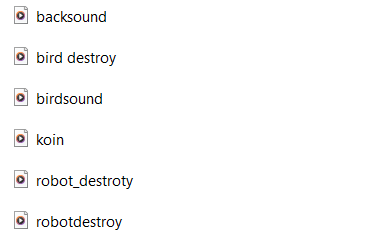 backsound
bird destroy
birdsound
koin
robot_destroty
robotdestroy